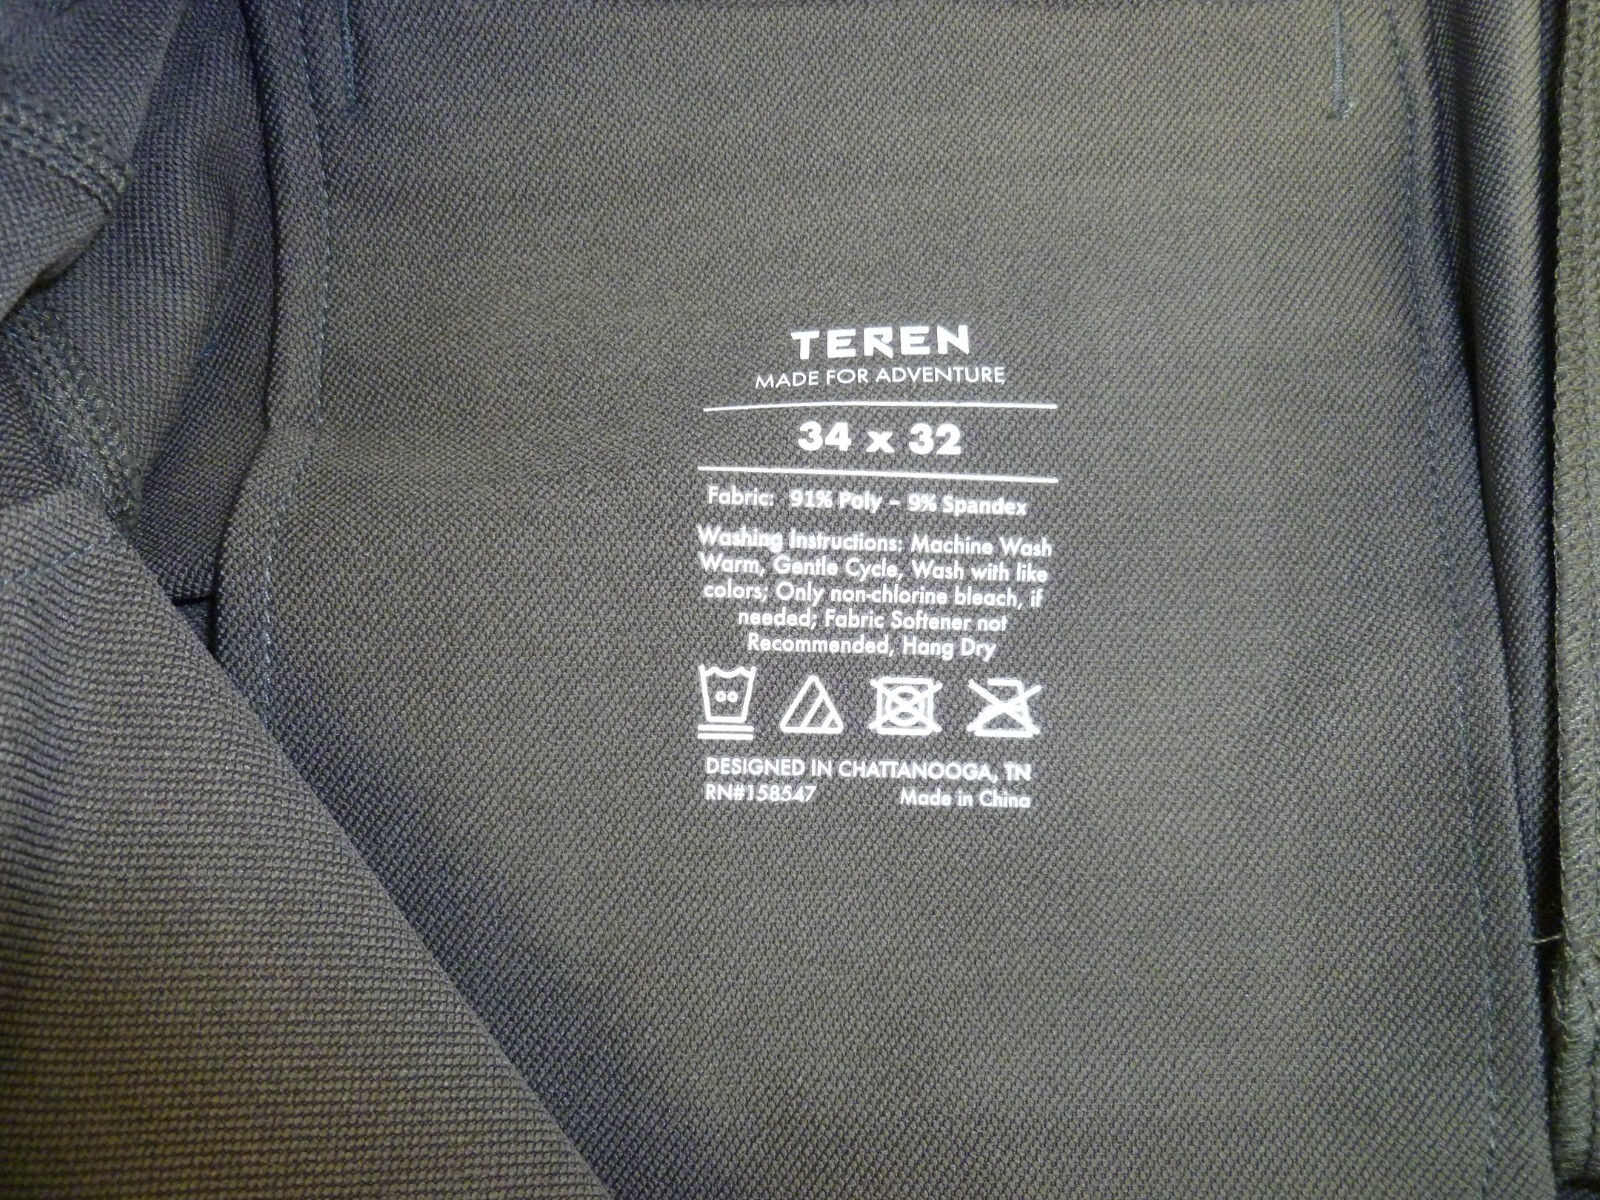 TEREN
MADE FOR ADVENTURE
34 x 32
Fabric: 91% Poly - 9% Spandex
Washing Instructions: Machine Wash
Warm, Gentle Cycle, Wash with like
colors; Only non-chlorine bleach, if
needed; Fabric Softener not
Recommended, Hang Dry
DESIGNED IN CHATTANOOGA, TN
RN#158547 Made in China